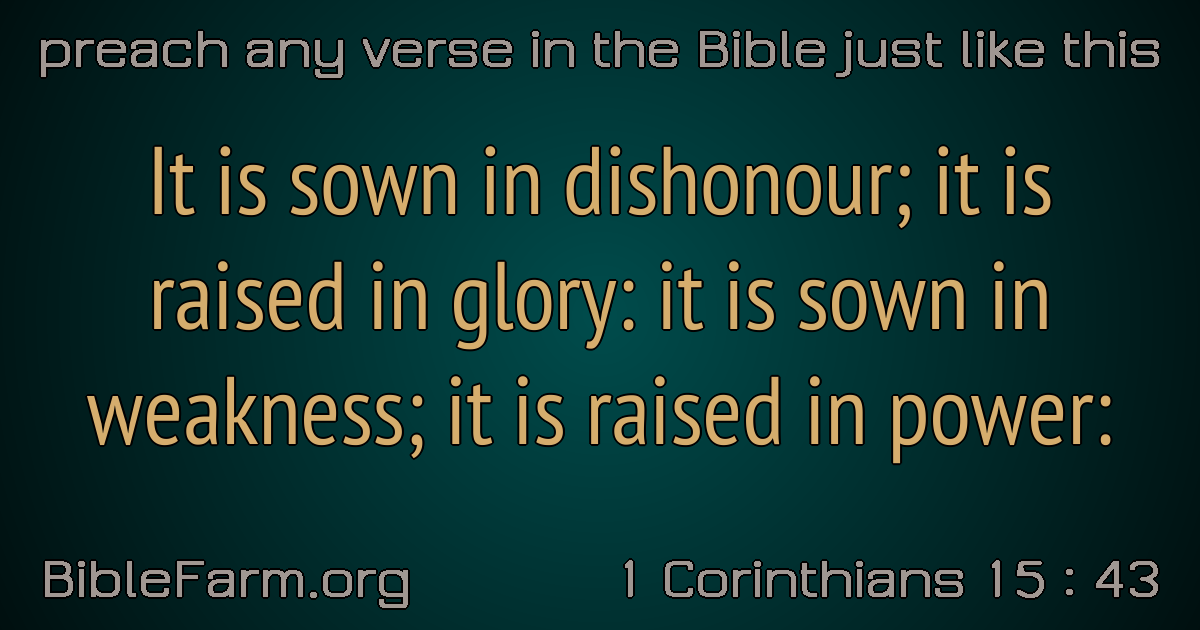 preach any verse in the Bible just like this
It is sown in dishonour; it is
raised in glory: it is sown in
weakness; it is raised in power:
BibleFarm.org
1 Corinthians 15 : 43